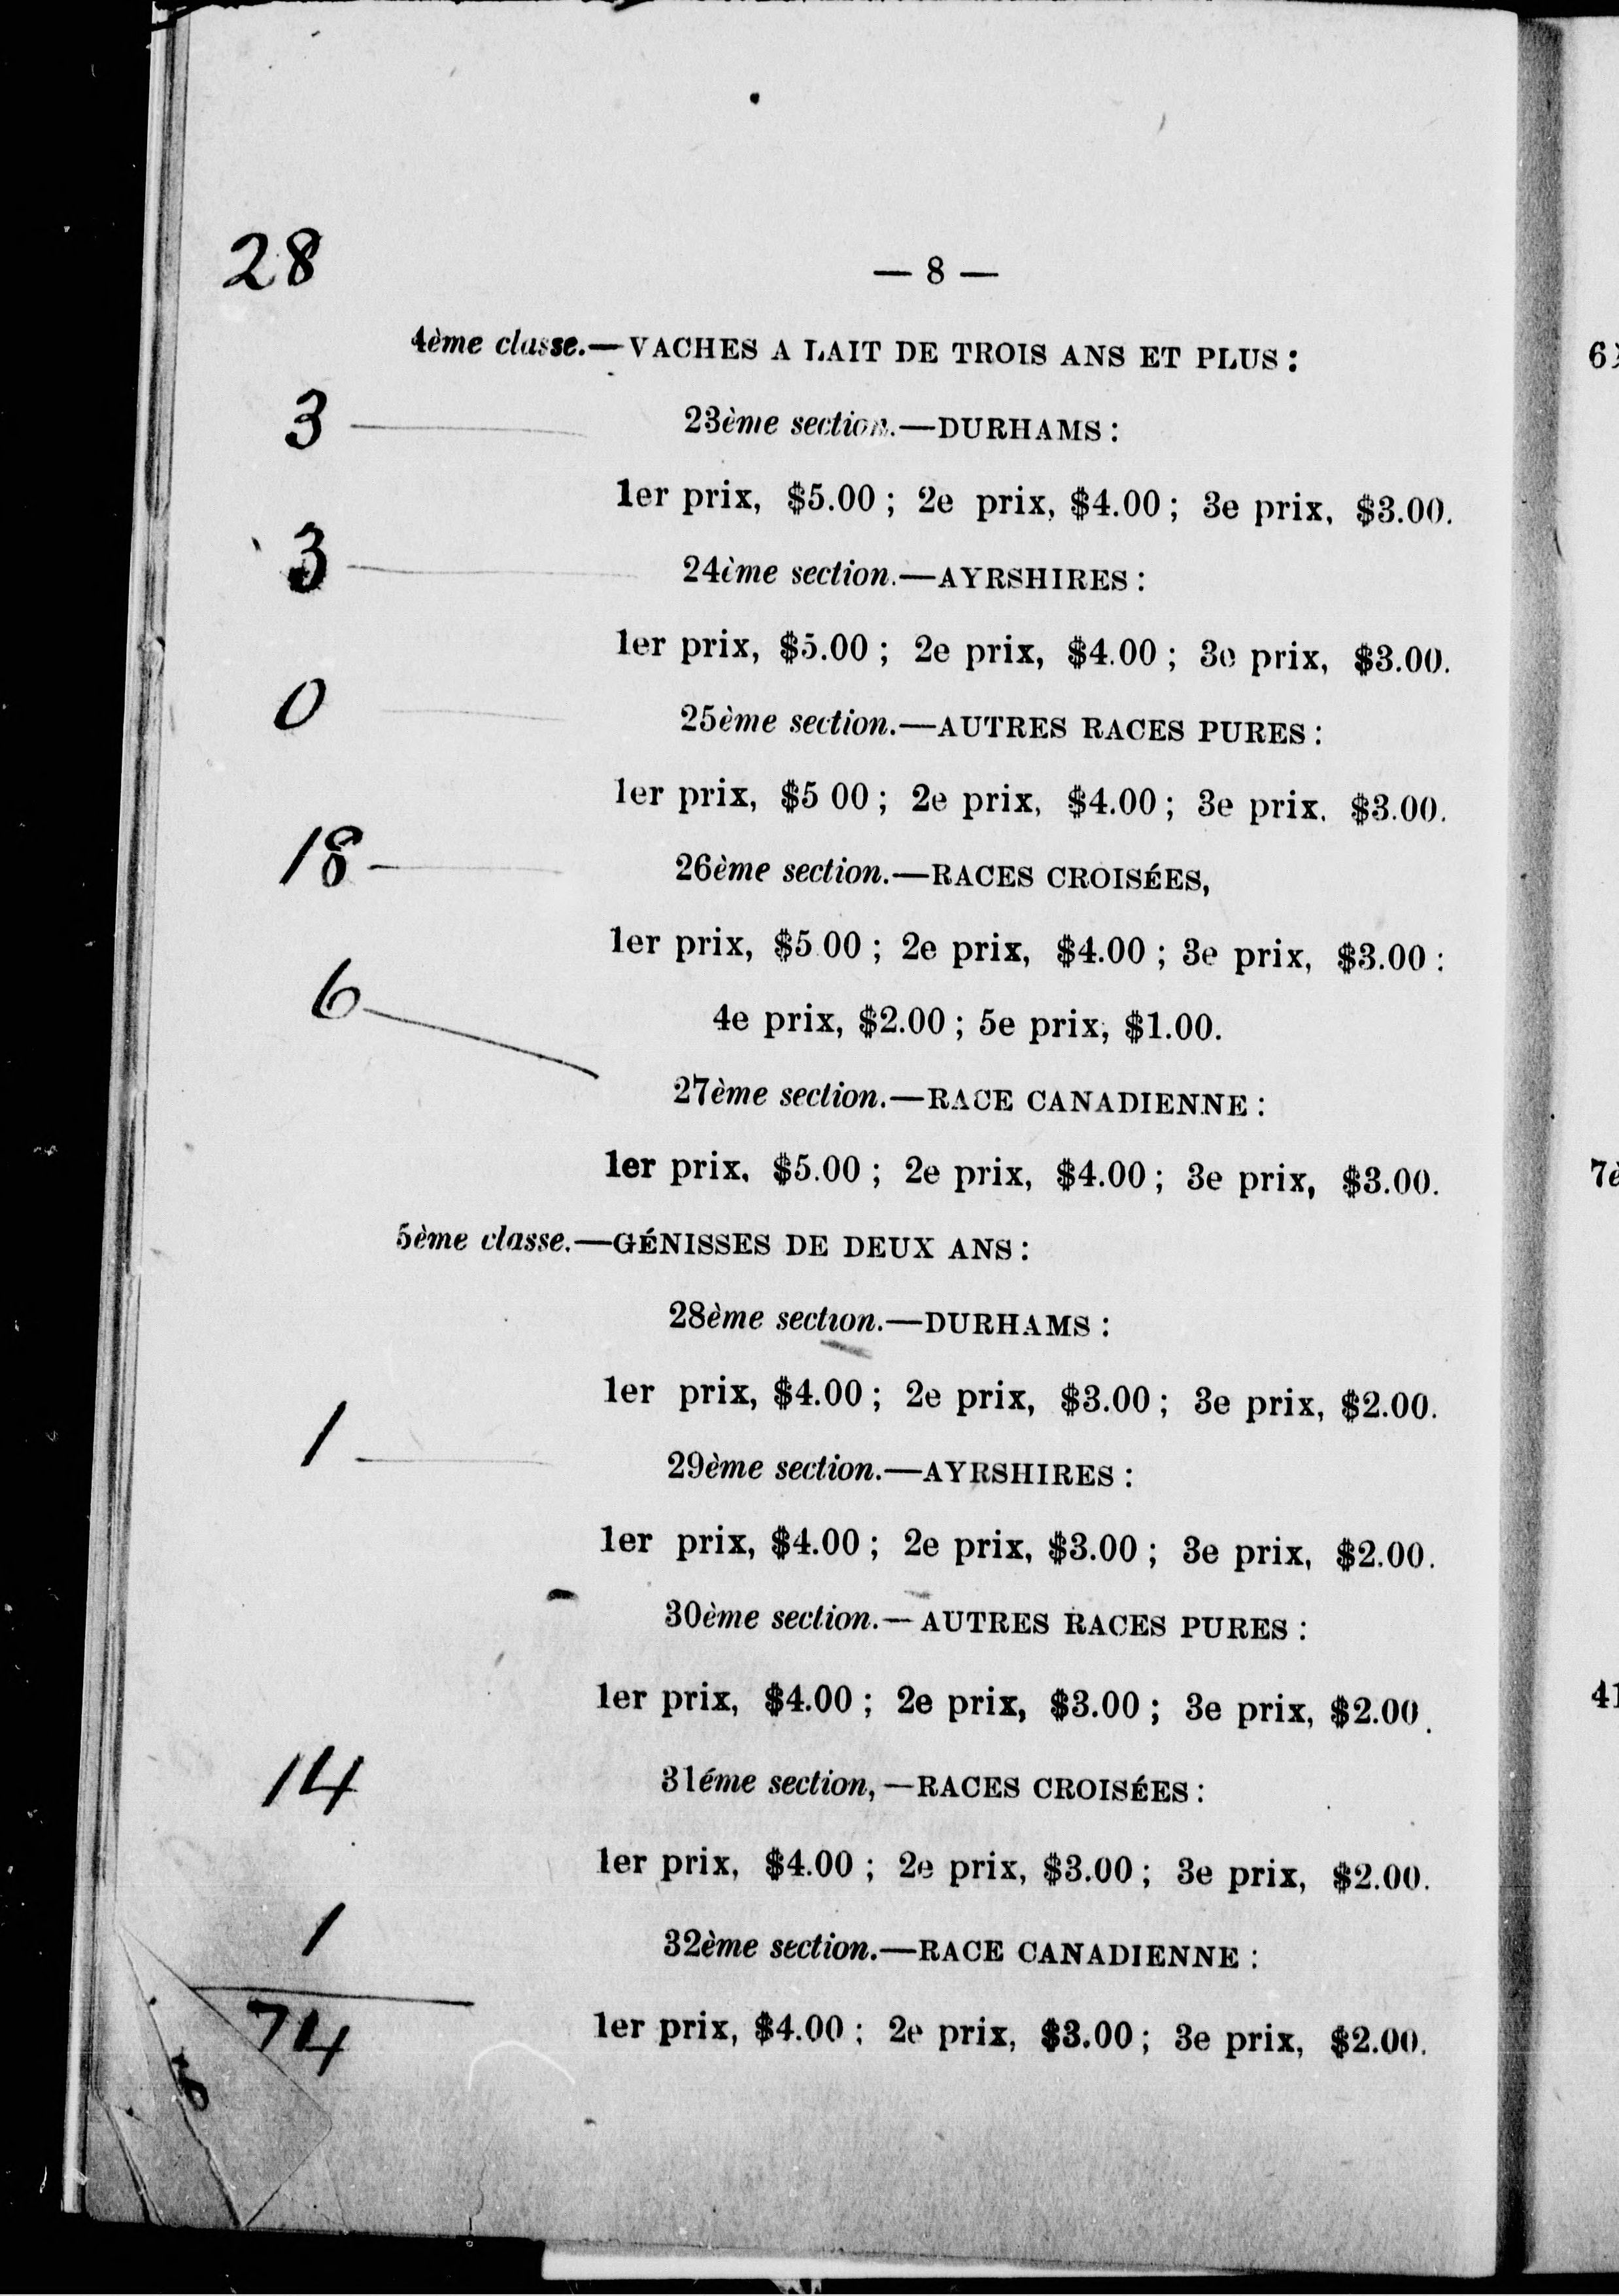 28
— 8 —
4ème classe.—VACHES A LAIT DE TROIS ANS ET PLUS :
3
23ème section.—DURHAMS :
1er prix, $5.00 ; 2e prix, $4.00 ; 3e prix, $3.00.
3
24ème section.—AYRSHIRES :
1er prix, $5.00 ; 2e prix, $4.00 ; 3e prix, $3.00.
0
25ème section.—AUTRES RACES PURES :
1er prix, $5 00 ; 2e prix, $4.00 ; 3e prix. $3.00.
18
26ème section.—RACES CROISÉES,
1er prix, $5.00 ; 2e prix, $4.00 ; 3e prix, $3.00 :
6
4e prix, $2.00 ; 5e prix, $1.00.
27ème section.—RACE CANADIENNE :
1er prix. $5.00 ; 2e prix, $4.00 ; 3e prix, $3.00.
5ème classe.—GÉNISSES DE DEUX ANS :
28ème section.—DURHAMS :
1er prix, $4.00 ; 2e prix, $3.00 ; 3e prix, $2.00.
1
29ème section.—AYRSHIRES :
1er prix, $4.00 ; 2e prix, $3.00 ; 3e prix, $2.00.
30ème section.—AUTRES RACES PURES :
1er prix, $4.00 ; 2e prix, $3.00 ; 3e prix, $2.00.
14
31éme section,—RACES CROISÉES :
1er prix, $4.00 ; 2e prix, $3.00 ; 3e prix, $2.00.
1
32ème section.—RACE CANADIENNE :
74
1er prix, $4.00 ; 2e prix, $3.00 ; 3e prix, $2.00.